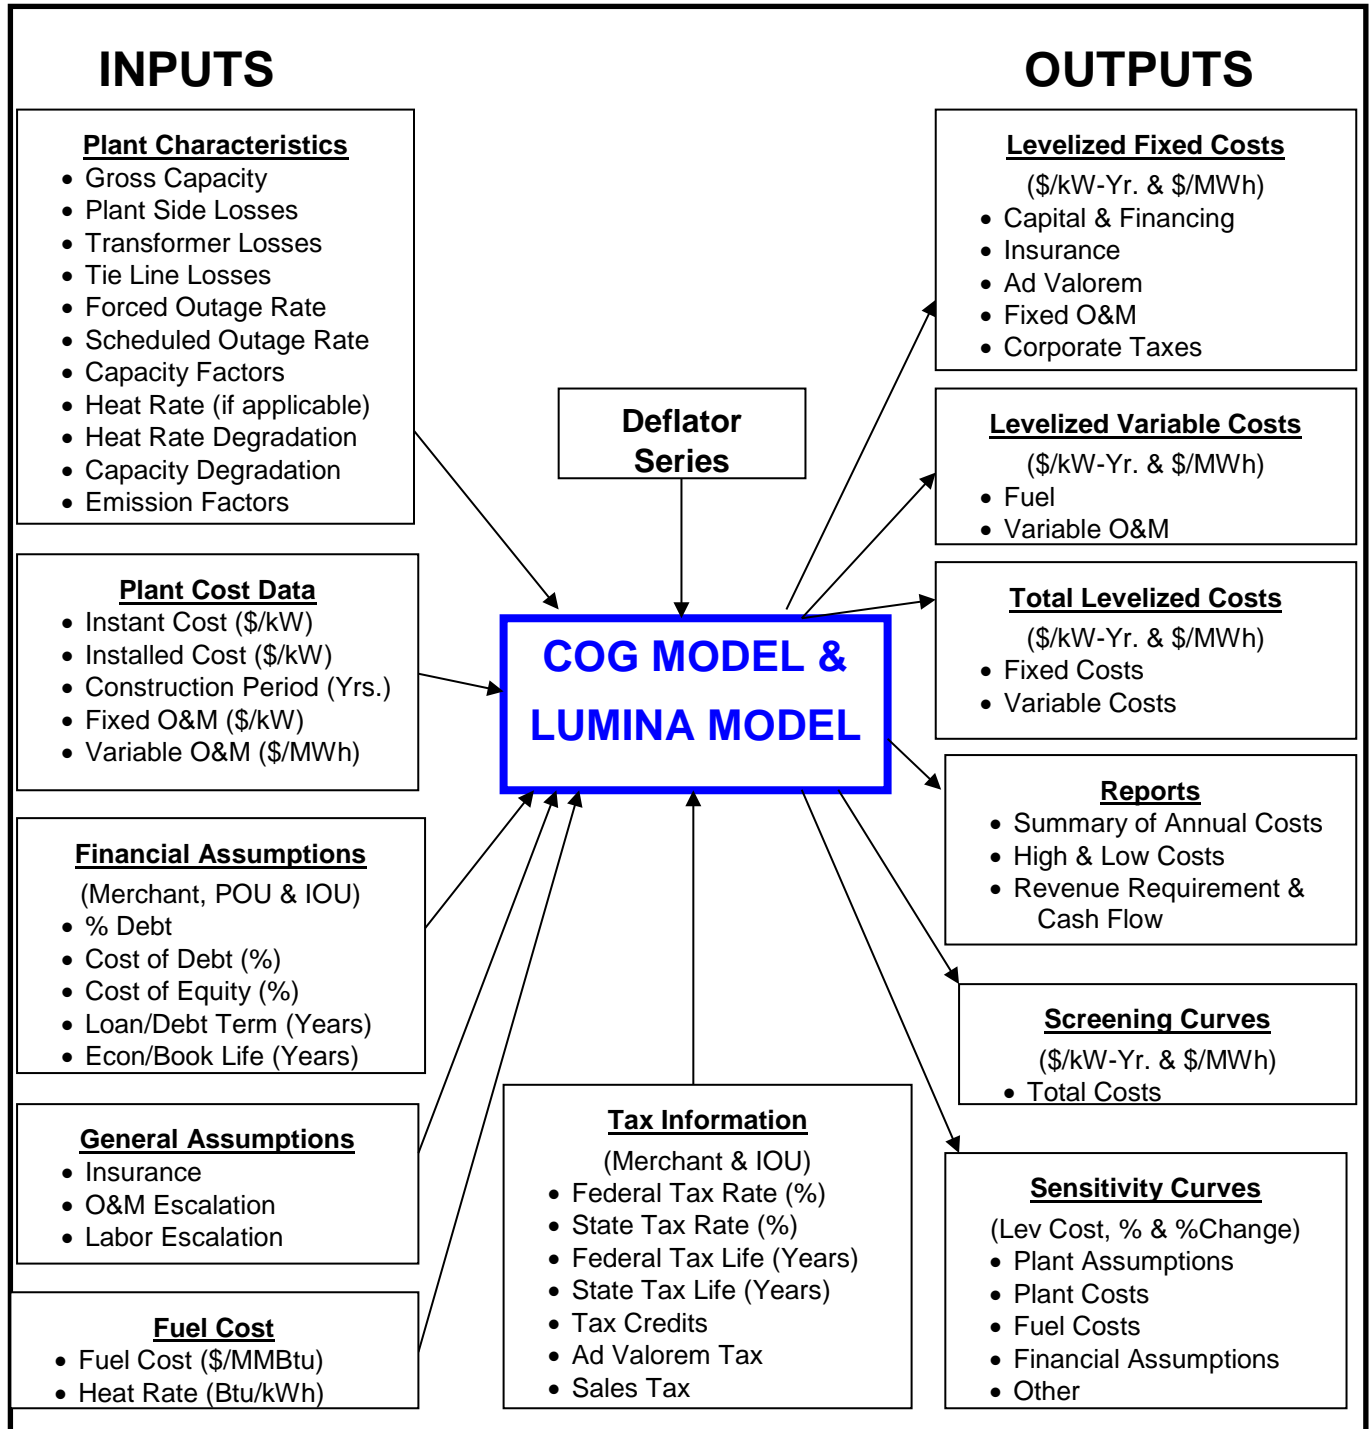 INPUTS
Plant Characteristics
• Gross Capacity
• Plant Side Losses
• Transformer Losses
• Tie Line Losses
• Forced Outage Rate
• Scheduled Outage Rate
• Capacity Factors
• Heat Rate (if applicable)
• Heat Rate Degradation
• Capacity Degradation
• Emission Factors
Plant Cost Data
• Instant Cost ($/kW)
• Installed Cost ($/kW)
• Construction Period (Yrs.)
• Fixed O&M ($/kW)
• Variable O&M ($/MWh)
Financial Assumptions
(Merchant, POU & IOU)
• % Debt
• Cost of Debt (%)
• Cost of Equity (%)
• Loan/Debt Term (Years)
• Econ/Book Life (Years)
General Assumptions
• Insurance
• O&M Escalation
• Labor Escalation
Fuel Cost
• Fuel Cost ($/MMBtu)
• Heat Rate (Btu/kWh)
Deflator
Series
COG MODEL &
LUMINA MODEL
Tax Information
(Merchant & IOU)
• Federal Tax Rate (%)
• State Tax Rate (%)
• Federal Tax Life (Years)
• State Tax Life (Years)
• Tax Credits
• Ad Valorem Tax
• Sales Tax
OUTPUTS
Levelized Fixed Costs
($/kW-Yr. & $/MWh)
• Capital & Financing
• Insurance
• Ad Valorem
• Fixed O&M
• Corporate Taxes
Levelized Variable Costs
($/kW-Yr. & $/MWh)
• Fuel
• Variable O&M
Total Levelized Costs
($/kW-Yr. & $/MWh)
• Fixed Costs
• Variable Costs
Reports
• Summary of Annual Costs
• High & Low Costs
• Revenue Requirement &
Cash Flow
Screening Curves
($/kW-Yr. & $/MWh)
• Total Costs
Sensitivity Curves
(Lev Cost, % & %Change)
• Plant Assumptions
• Plant Costs
• Fuel Costs
• Financial Assumptions
• Other